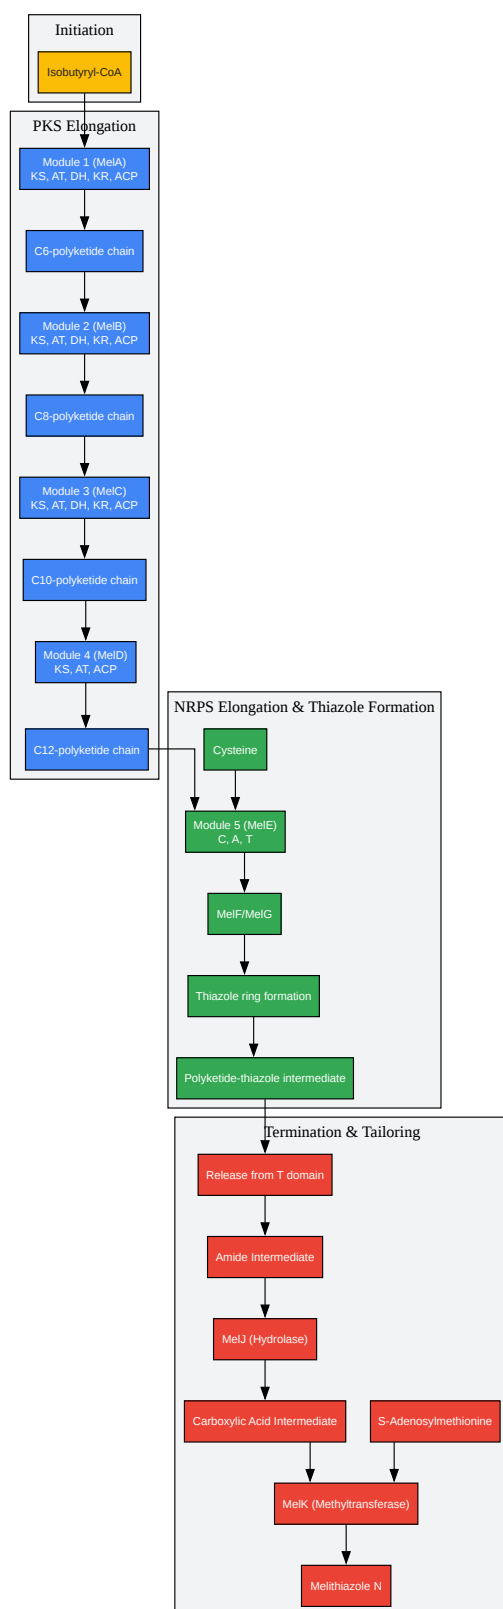 Initiation
Isobutyryl-CoA
PKS Elongation
Module 1 (MelA)
KS, AT, DH, KR, ACP
C6-polyketide chain
Module 2 (MelB)
KS, AT, DH, KR, ACP
C8-polyketide chain
Module 3 (MelC)
KS, AT, DH, KR, ACP
C10-polyketide chain
Module 4 (MelD)
KS, AT, ACP
C12-polyketide chain
NRPS Elongation & Thiazole Formation
Cysteine
Module 5 (MelE)
C, A, T
MelF/MelG
Thiazole ring formation
Polyketide-thiazole intermediate
Termination & Tailoring
Release from T domain
Amide Intermediate
MelJ (Hydrolase)
Carboxylic Acid Intermediate
S-Adenosylmethionine
MelK (Methyltransferase)
Melithiazole N